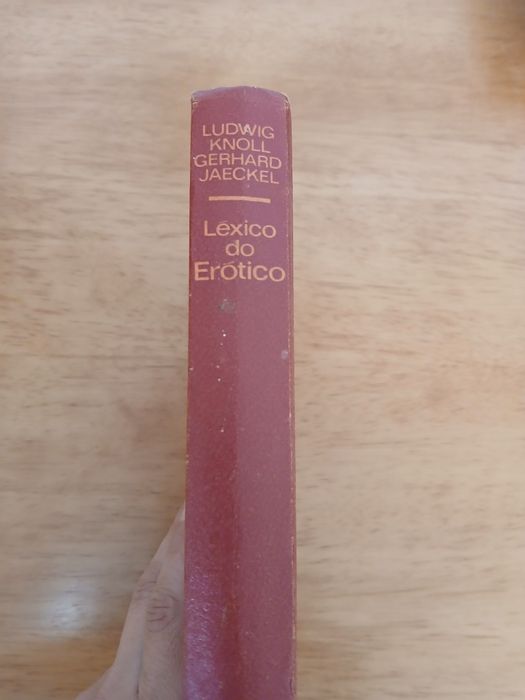 LUDWIG
KNOLL
GERHARD
JAECKEL
Léxico
do
Erótico